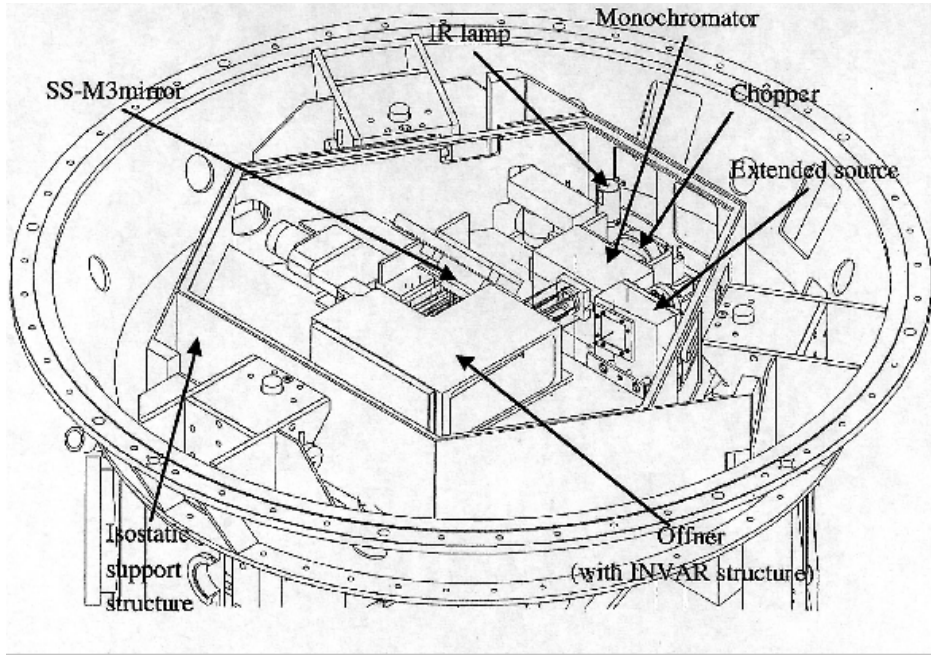 Monochromator
IR lamp
SS-M3mirror
Chopper
Extended source
Isostatic
support
structure
Offner
(with INVAR structure)